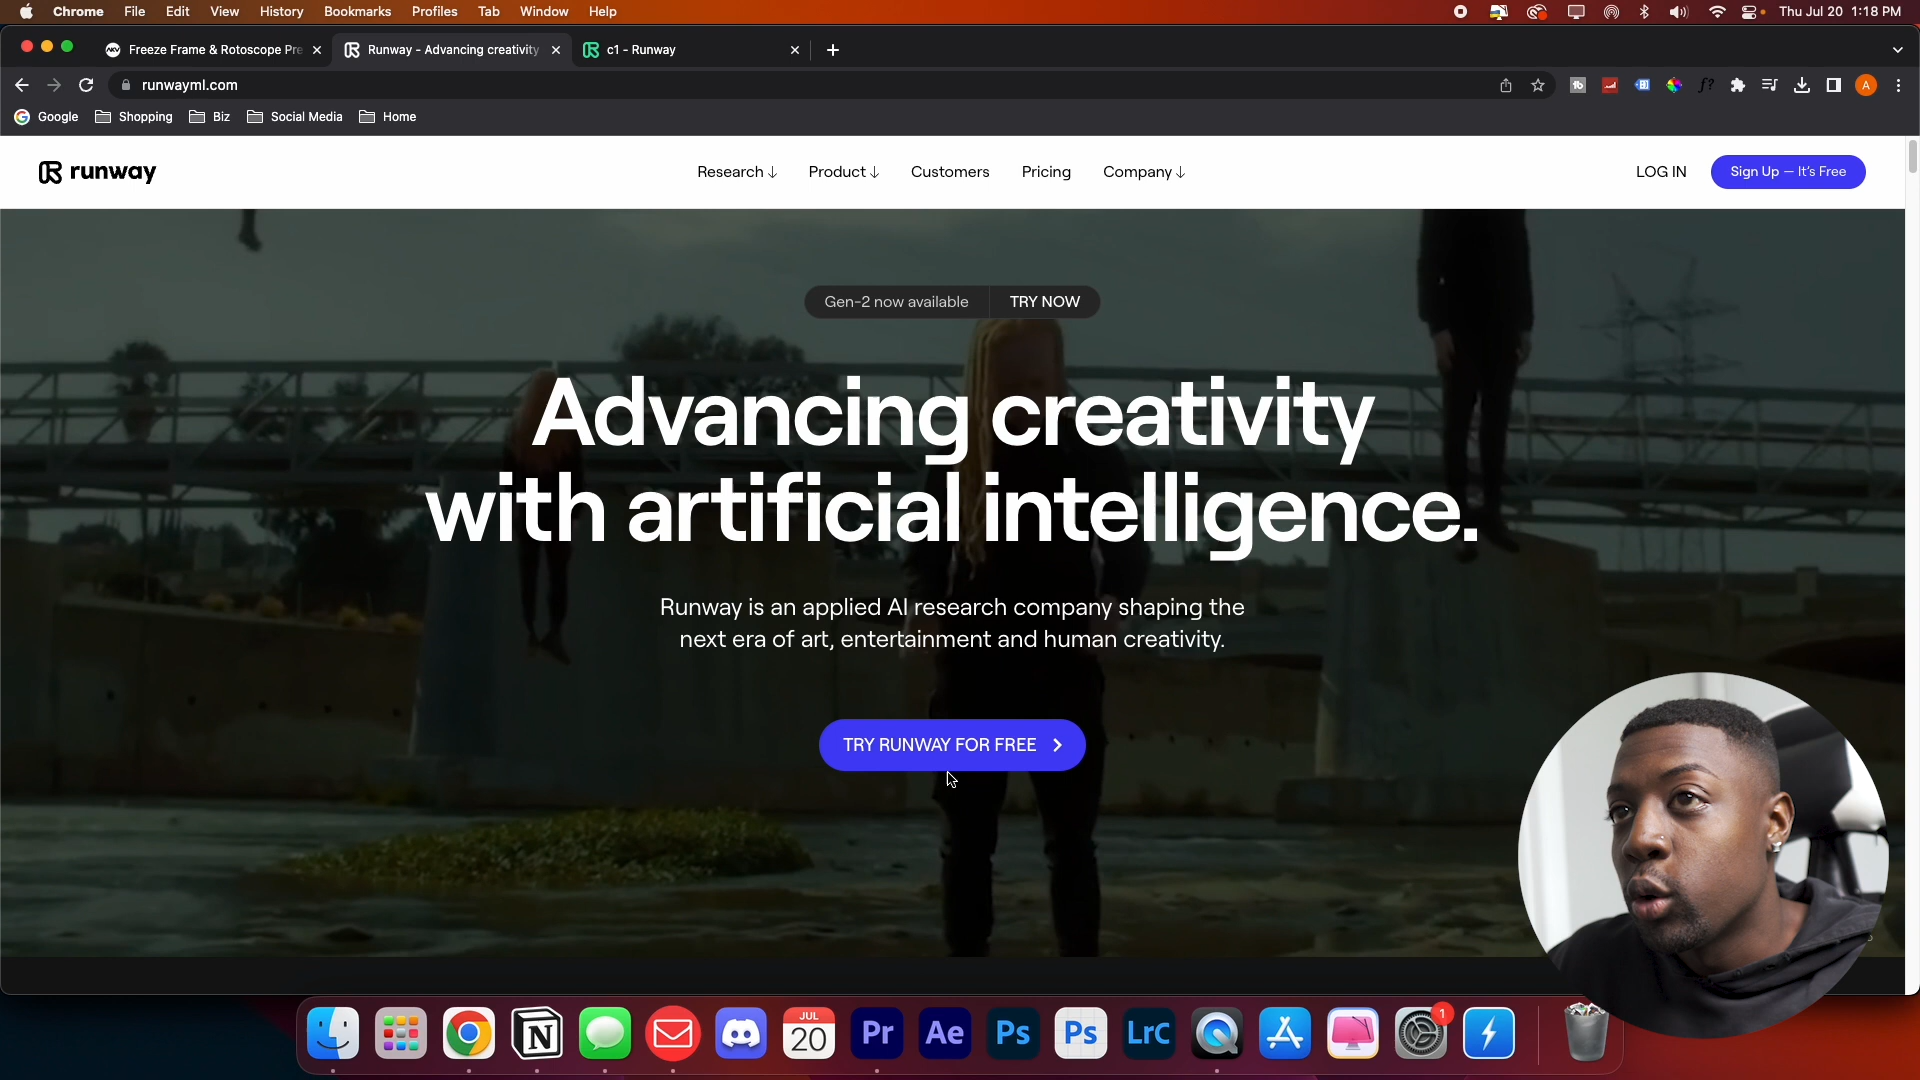 Chrome File Edit View History Bookmarks Profiles Tab Window Help Thu Jul 20 1:18 PM
Freeze Frame & Rotoscope Pre Runway - Advancing creativity c1 - Runway
runwayml.com
Google Shopping Biz Social Media Home
runway Research ↓ Product ↓ Customers Pricing Company ↓ LOG IN Sign Up — It's Free
Gen-2 now available TRY NOW
Advancing creativity
with artificial intelligence.
Runway is an applied AI research company shaping the
next era of art, entertainment and human creativity.
TRY RUNWAY FOR FREE
JUL
20
Pr Ae Ps Ps LrC
1